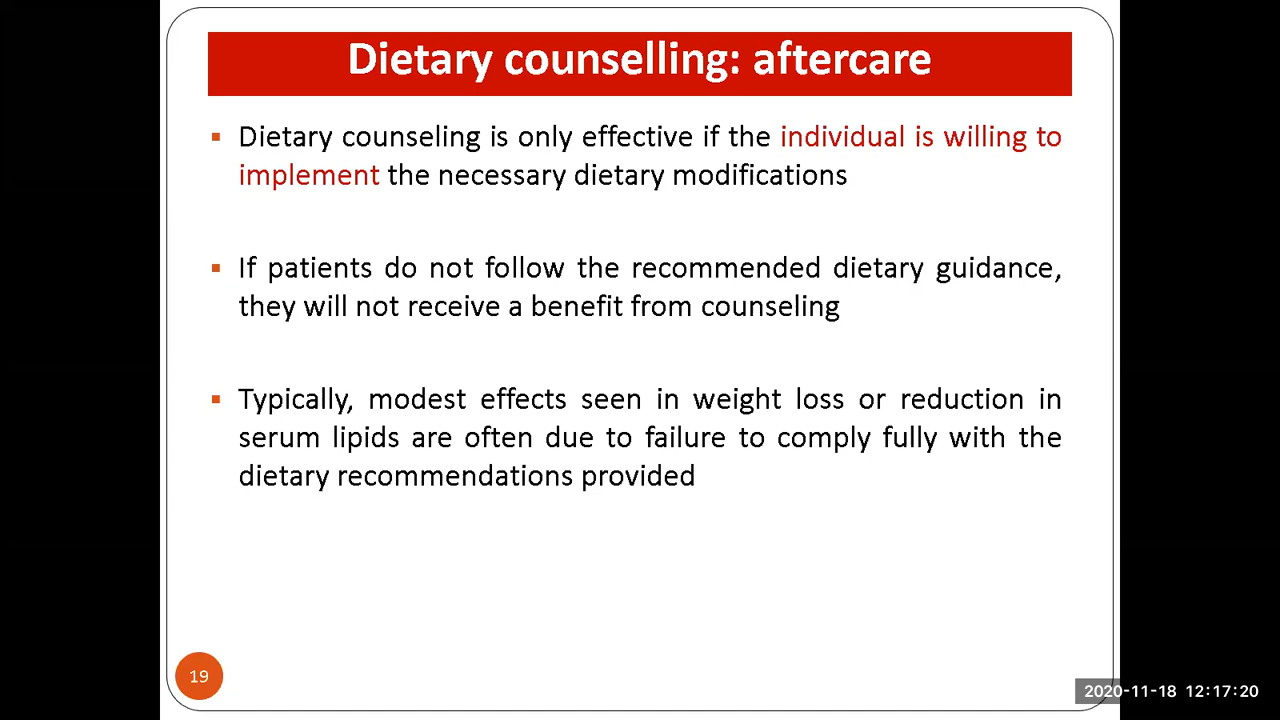 Dietary counselling: aftercare
▪ Dietary counseling is only effective if the individual is willing to
implement the necessary dietary modifications
▪ If patients do not follow the recommended dietary guidance,
they will not receive a benefit from counseling
▪ Typically, modest effects seen in weight loss or reduction in
serum lipids are often due to failure to comply fully with the
dietary recommendations provided
19
2020-11-18 12:17:20